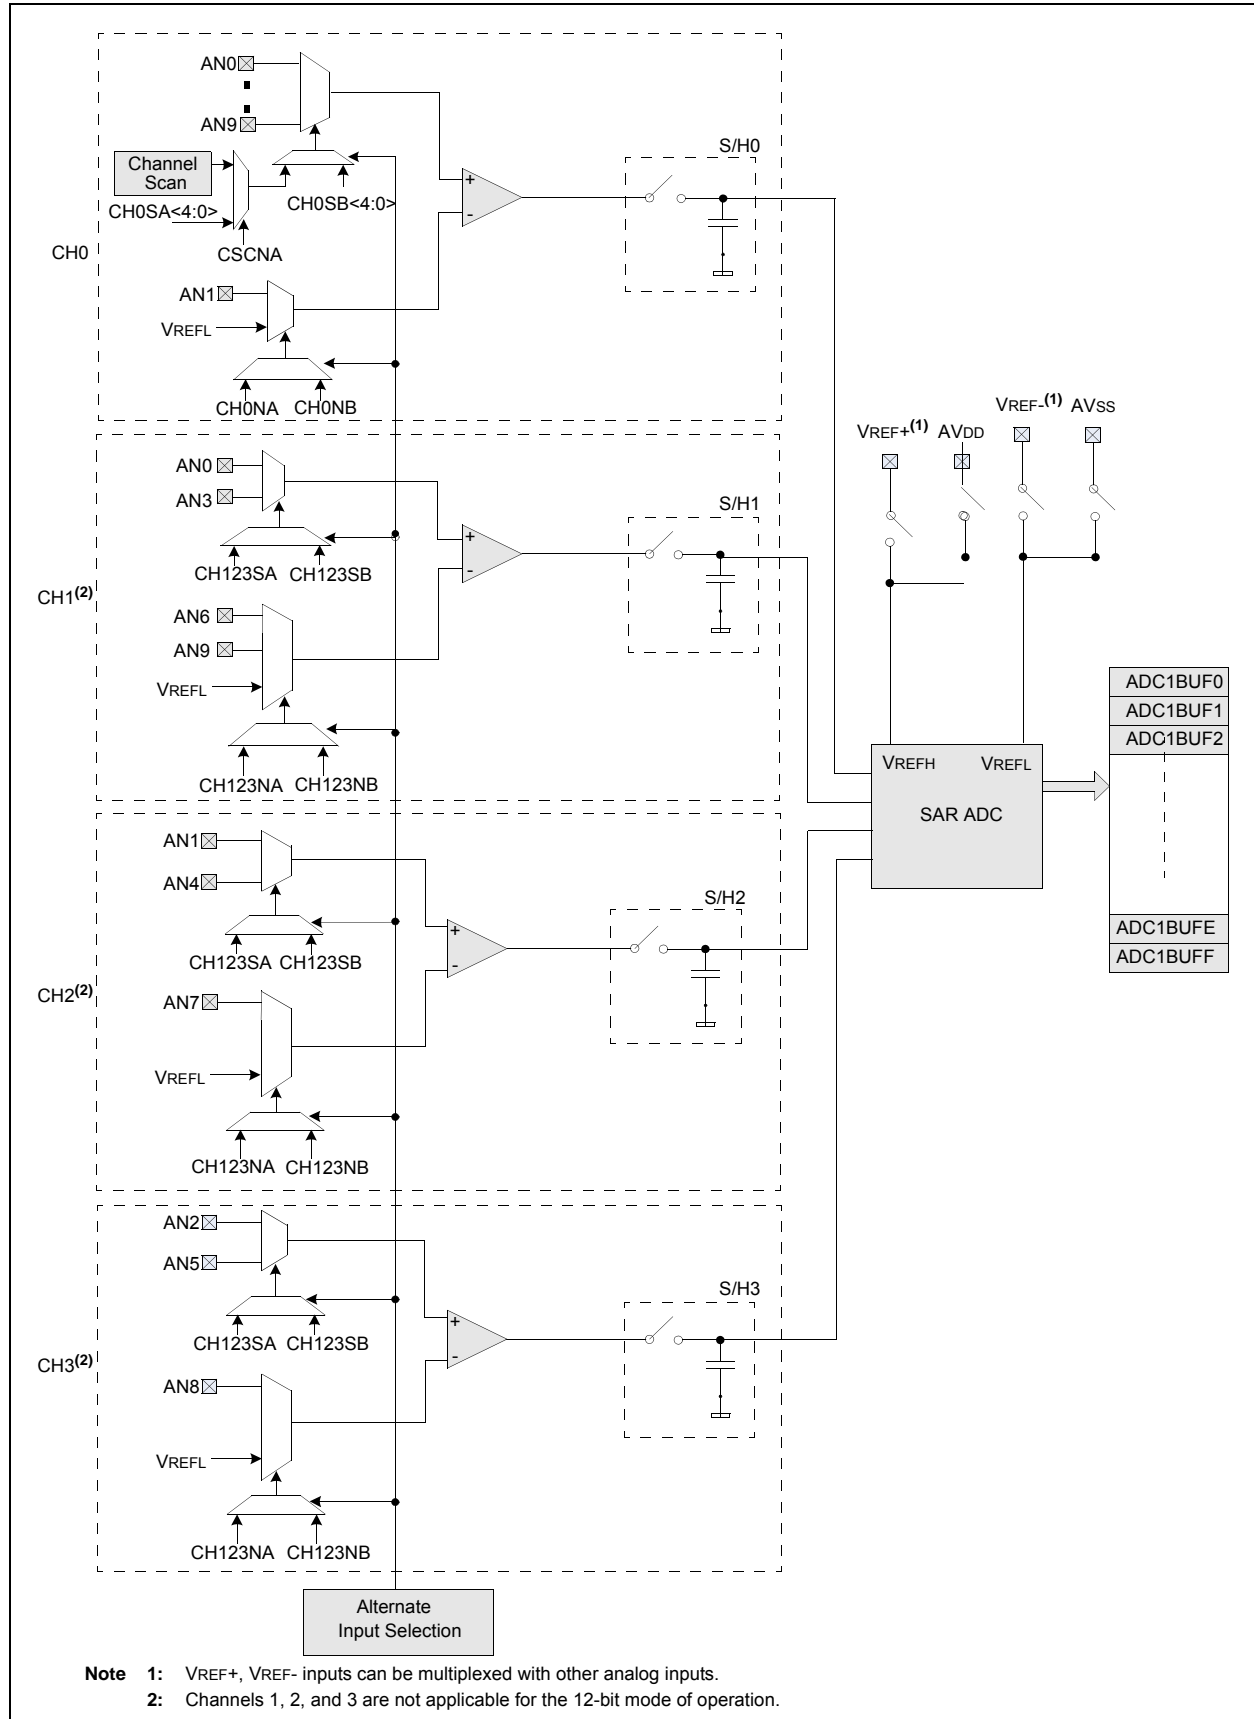 AN0
AN9
Channel
Scan
CH0SA<4:0>
CH0SB<4:0>
CSCNA
CH0
AN1
VREFL
CH0NA CH0NB
+
-
S/H0
AN0
AN3
CH123SA CH123SB
CH1(2)
AN6
AN9
VREFL
CH123NA CH123NB
+
-
S/H1
VREF+(1) AVDD
VREF-(1) AVSS
VREFH VREFL
SAR ADC
ADC1BUF0
ADC1BUF1
ADC1BUF2
ADC1BUFE
ADC1BUFF
AN1
AN4
CH123SA CH123SB
CH2(2)
AN7
VREFL
CH123NA CH123NB
+
-
S/H2
AN2
AN5
CH123SA CH123SB
CH3(2)
AN8
VREFL
CH123NA CH123NB
+
-
S/H3
Alternate
Input Selection
Note 1: VREF+, VREF- inputs can be multiplexed with other analog inputs.
2: Channels 1, 2, and 3 are not applicable for the 12-bit mode of operation.